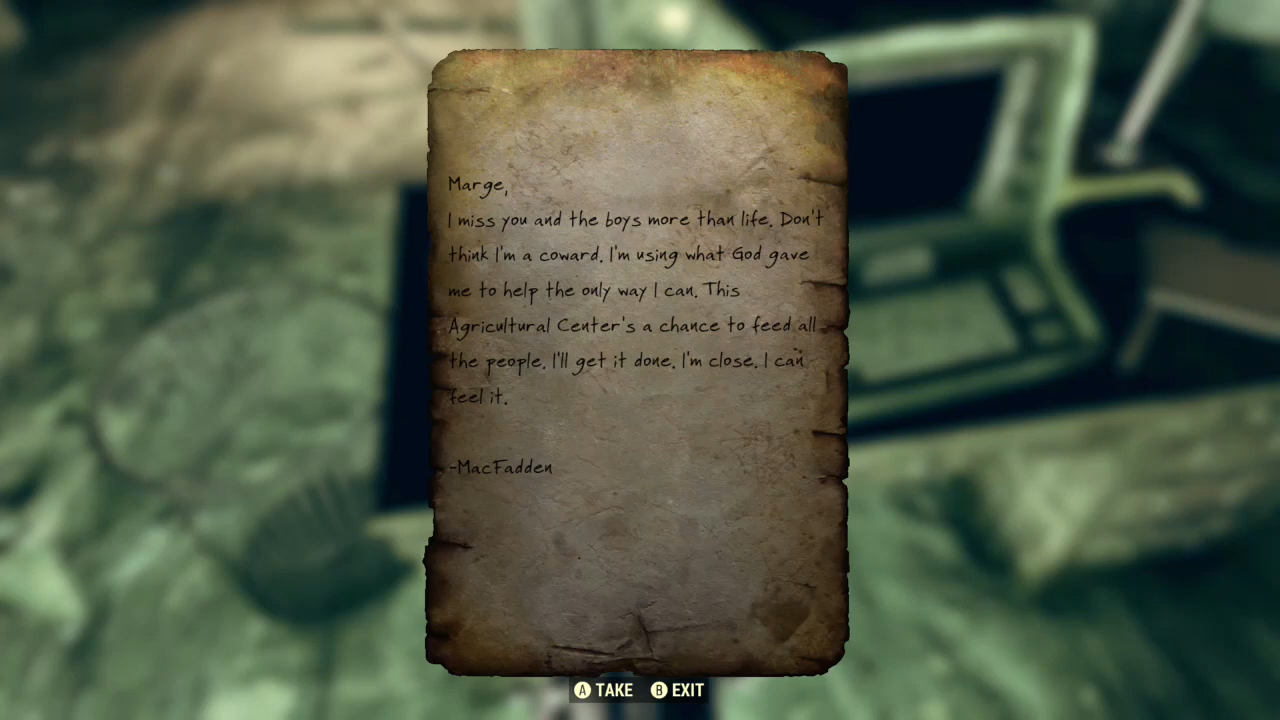 Marge,
I miss you and the boys more than life. Don't
think I'm a coward. I'm using what God gave
me to help the only way I can. This
Agricultural Center's a chance to feed all
the people. I'll get it done. I'm close. I can
feel it.
-MacFadden
A TAKE B EXIT